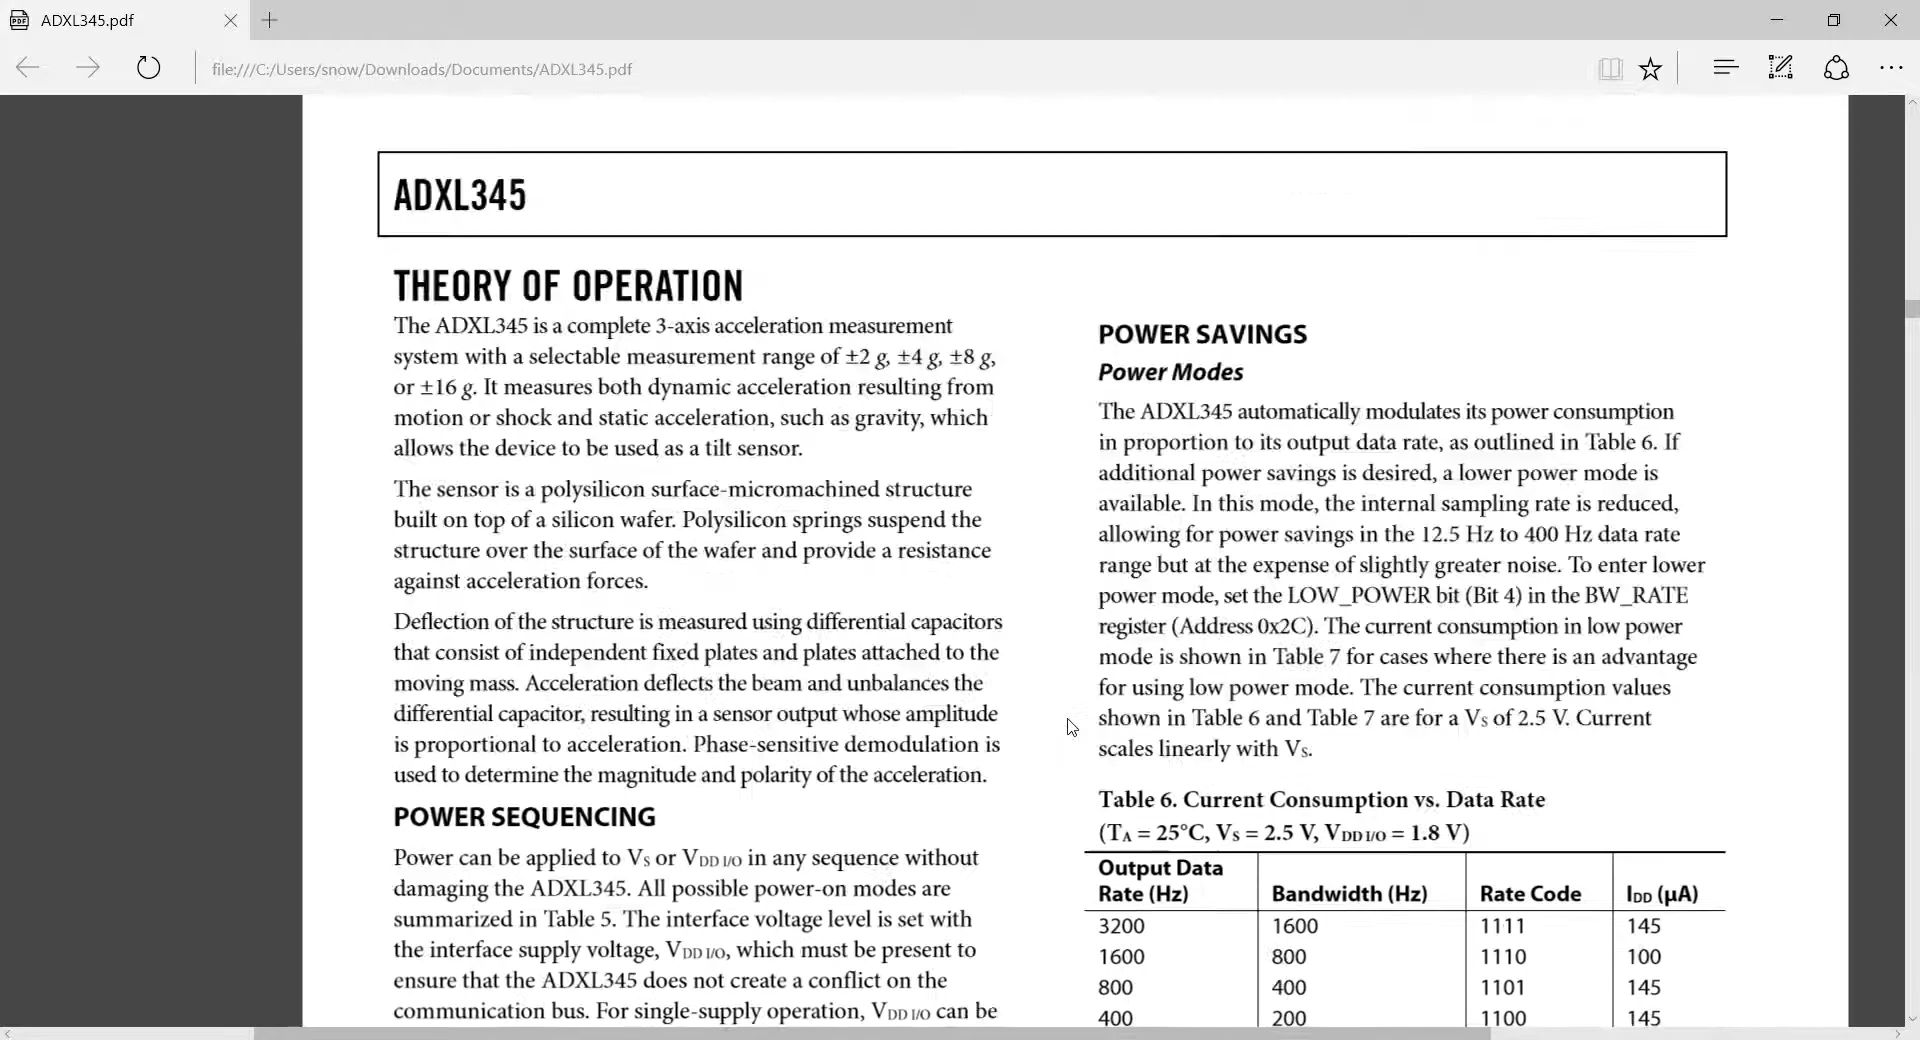 ADXL345.pdf
file:///C:/Users/snow/Downloads/Documents/ADXL345.pdf
ADXL345
THEORY OF OPERATION
The ADXL345 is a complete 3-axis acceleration measurement
system with a selectable measurement range of ±2 g, ±4 g, ±8 g,
or ±16 g. It measures both dynamic acceleration resulting from
motion or shock and static acceleration, such as gravity, which
allows the device to be used as a tilt sensor.
The sensor is a polysilicon surface-micromachined structure
built on top of a silicon wafer. Polysilicon springs suspend the
structure over the surface of the wafer and provide a resistance
against acceleration forces.
Deflection of the structure is measured using differential capacitors
that consist of independent fixed plates and plates attached to the
moving mass. Acceleration deflects the beam and unbalances the
differential capacitor, resulting in a sensor output whose amplitude
is proportional to acceleration. Phase-sensitive demodulation is
used to determine the magnitude and polarity of the acceleration.
POWER SEQUENCING
Power can be applied to VS or VDD I/O in any sequence without
damaging the ADXL345. All possible power-on modes are
summarized in Table 5. The interface voltage level is set with
the interface supply voltage, VDD I/O, which must be present to
ensure that the ADXL345 does not create a conflict on the
communication bus. For single-supply operation, VDD I/O can be
POWER SAVINGS
Power Modes
The ADXL345 automatically modulates its power consumption
in proportion to its output data rate, as outlined in Table 6. If
additional power savings is desired, a lower power mode is
available. In this mode, the internal sampling rate is reduced,
allowing for power savings in the 12.5 Hz to 400 Hz data rate
range but at the expense of slightly greater noise. To enter lower
power mode, set the LOW_POWER bit (Bit 4) in the BW_RATE
register (Address 0x2C). The current consumption in low power
mode is shown in Table 7 for cases where there is an advantage
for using low power mode. The current consumption values
shown in Table 6 and Table 7 are for a VS of 2.5 V. Current
scales linearly with VS.
Table 6. Current Consumption vs. Data Rate
(TA = 25°C, VS = 2.5 V, VDD I/O = 1.8 V)
Output Data
Rate (Hz) Bandwidth (Hz) Rate Code IDD (µA)
3200 1600 1111 145
1600 800 1110 100
800 400 1101 145
400 200 1100 145